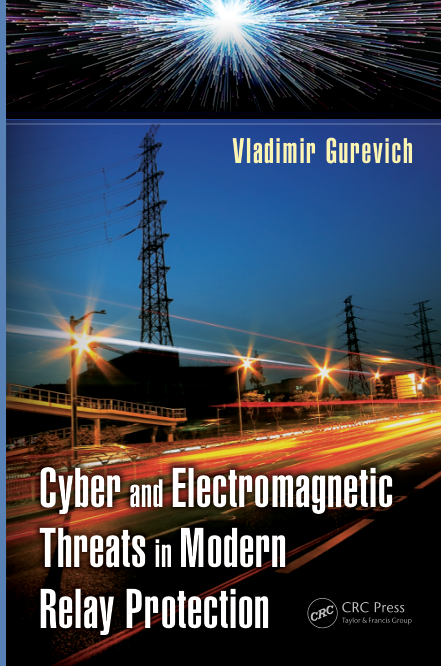 Vladimir Gurevich
Cyber and Electromagnetic
Threats in Modern
Relay Protection
CRC
CRC Press
Taylor & Francis Group